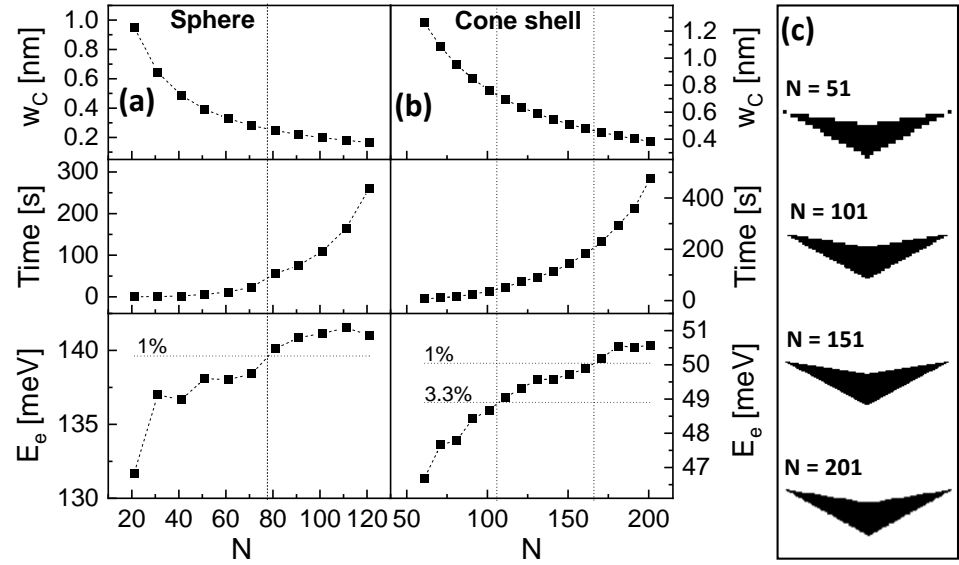 Sphere
Cone shell
(a)
(b)
(c)
w_C [nm]
1.0
0.8
0.6
0.4
0.2
w_C [nm]
1.2
1.0
0.8
0.6
0.4
Time [s]
300
200
100
0
Time [s]
400
200
0
E_e [meV]
140
135
130
1%
1%
3.3%
E_e [meV]
51
50
49
48
47
20 40 60 80 100 120
N
50 100 150 200
N
N = 51
N = 101
N = 151
N = 201